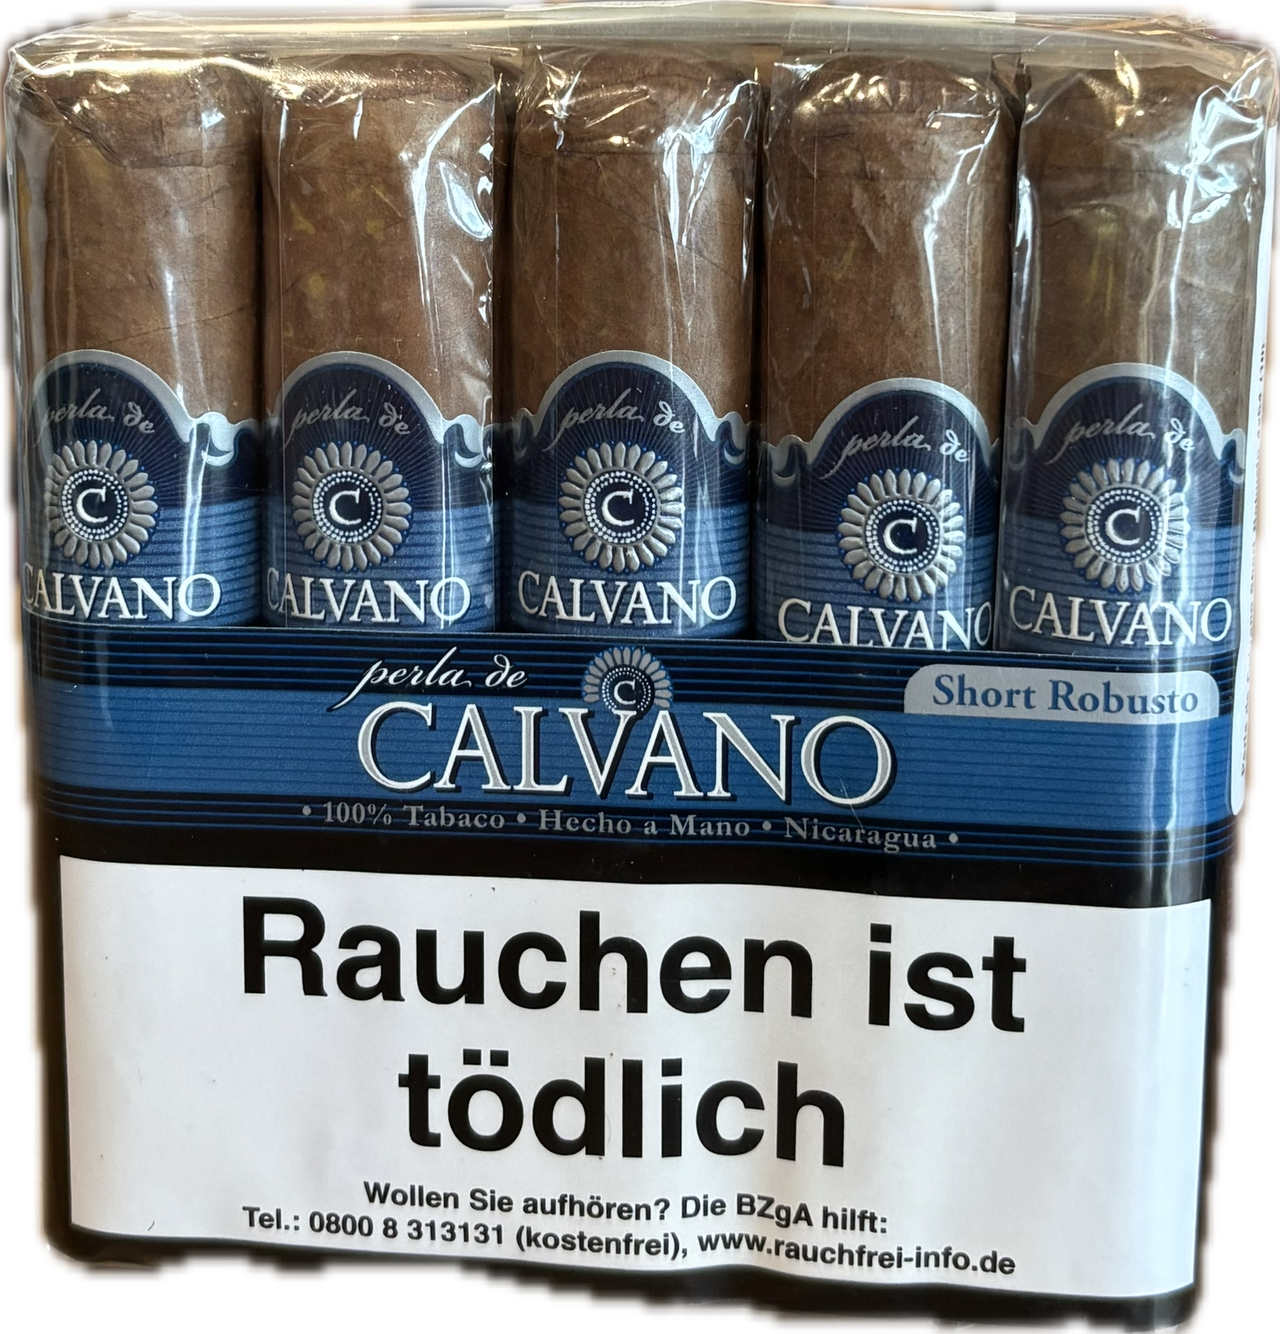 perla de
C
CALVANO
perla de
C
CALVANO
perla de
C
CALVANO
perla de
C
CALVANO
perla de
C
CALVANO
perla de
C
CALVANO
Short Robusto
• 100% Tabaco • Hecho a Mano • Nicaragua •
Rauchen ist
tödlich
Wollen Sie aufhören? Die BZgA hilft:
Tel.: 0800 8 313131 (kostenfrei), www.rauchfrei-info.de